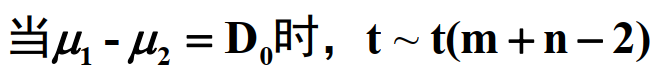 当μ₁ - μ₂ = D₀时，t ~ t(m + n − 2)